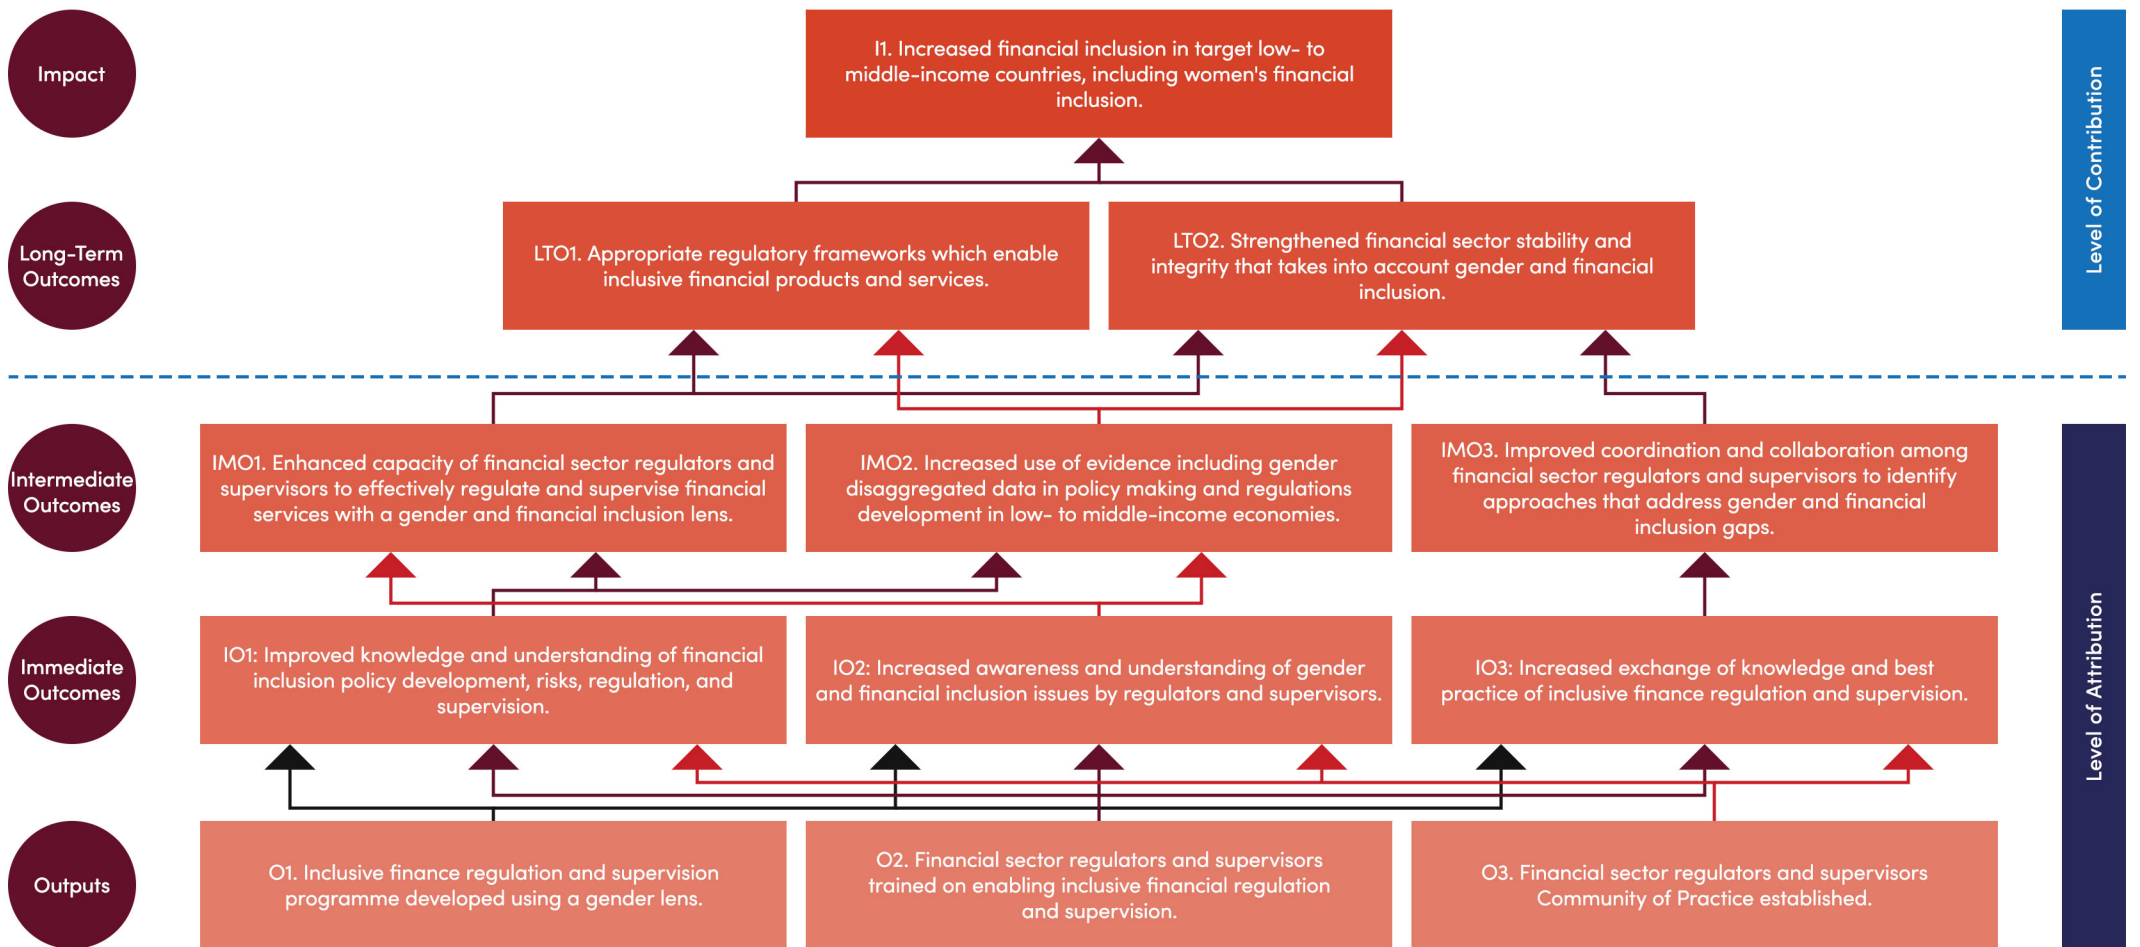 Impact
I1. Increased financial inclusion in target low- to
middle-income countries, including women's financial
inclusion.
Level of Contribution
Long-Term
Outcomes
LTO1. Appropriate regulatory frameworks which enable
inclusive financial products and services.
LTO2. Strengthened financial sector stability and
integrity that takes into account gender and financial
inclusion.
Intermediate
Outcomes
IMO1. Enhanced capacity of financial sector regulators and
supervisors to effectively regulate and supervise financial
services with a gender and financial inclusion lens.
IMO2. Increased use of evidence including gender
disaggregated data in policy making and regulations
development in low- to middle-income economies.
IMO3. Improved coordination and collaboration among
financial sector regulators and supervisors to identify
approaches that address gender and financial
inclusion gaps.
Level of Attribution
Immediate
Outcomes
IO1: Improved knowledge and understanding of financial
inclusion policy development, risks, regulation, and
supervision.
IO2: Increased awareness and understanding of gender
and financial inclusion issues by regulators and supervisors.
IO3: Increased exchange of knowledge and best
practice of inclusive finance regulation and supervision.
Outputs
O1. Inclusive finance regulation and supervision
programme developed using a gender lens.
O2. Financial sector regulators and supervisors
trained on enabling inclusive financial regulation
and supervision.
O3. Financial sector regulators and supervisors
Community of Practice established.